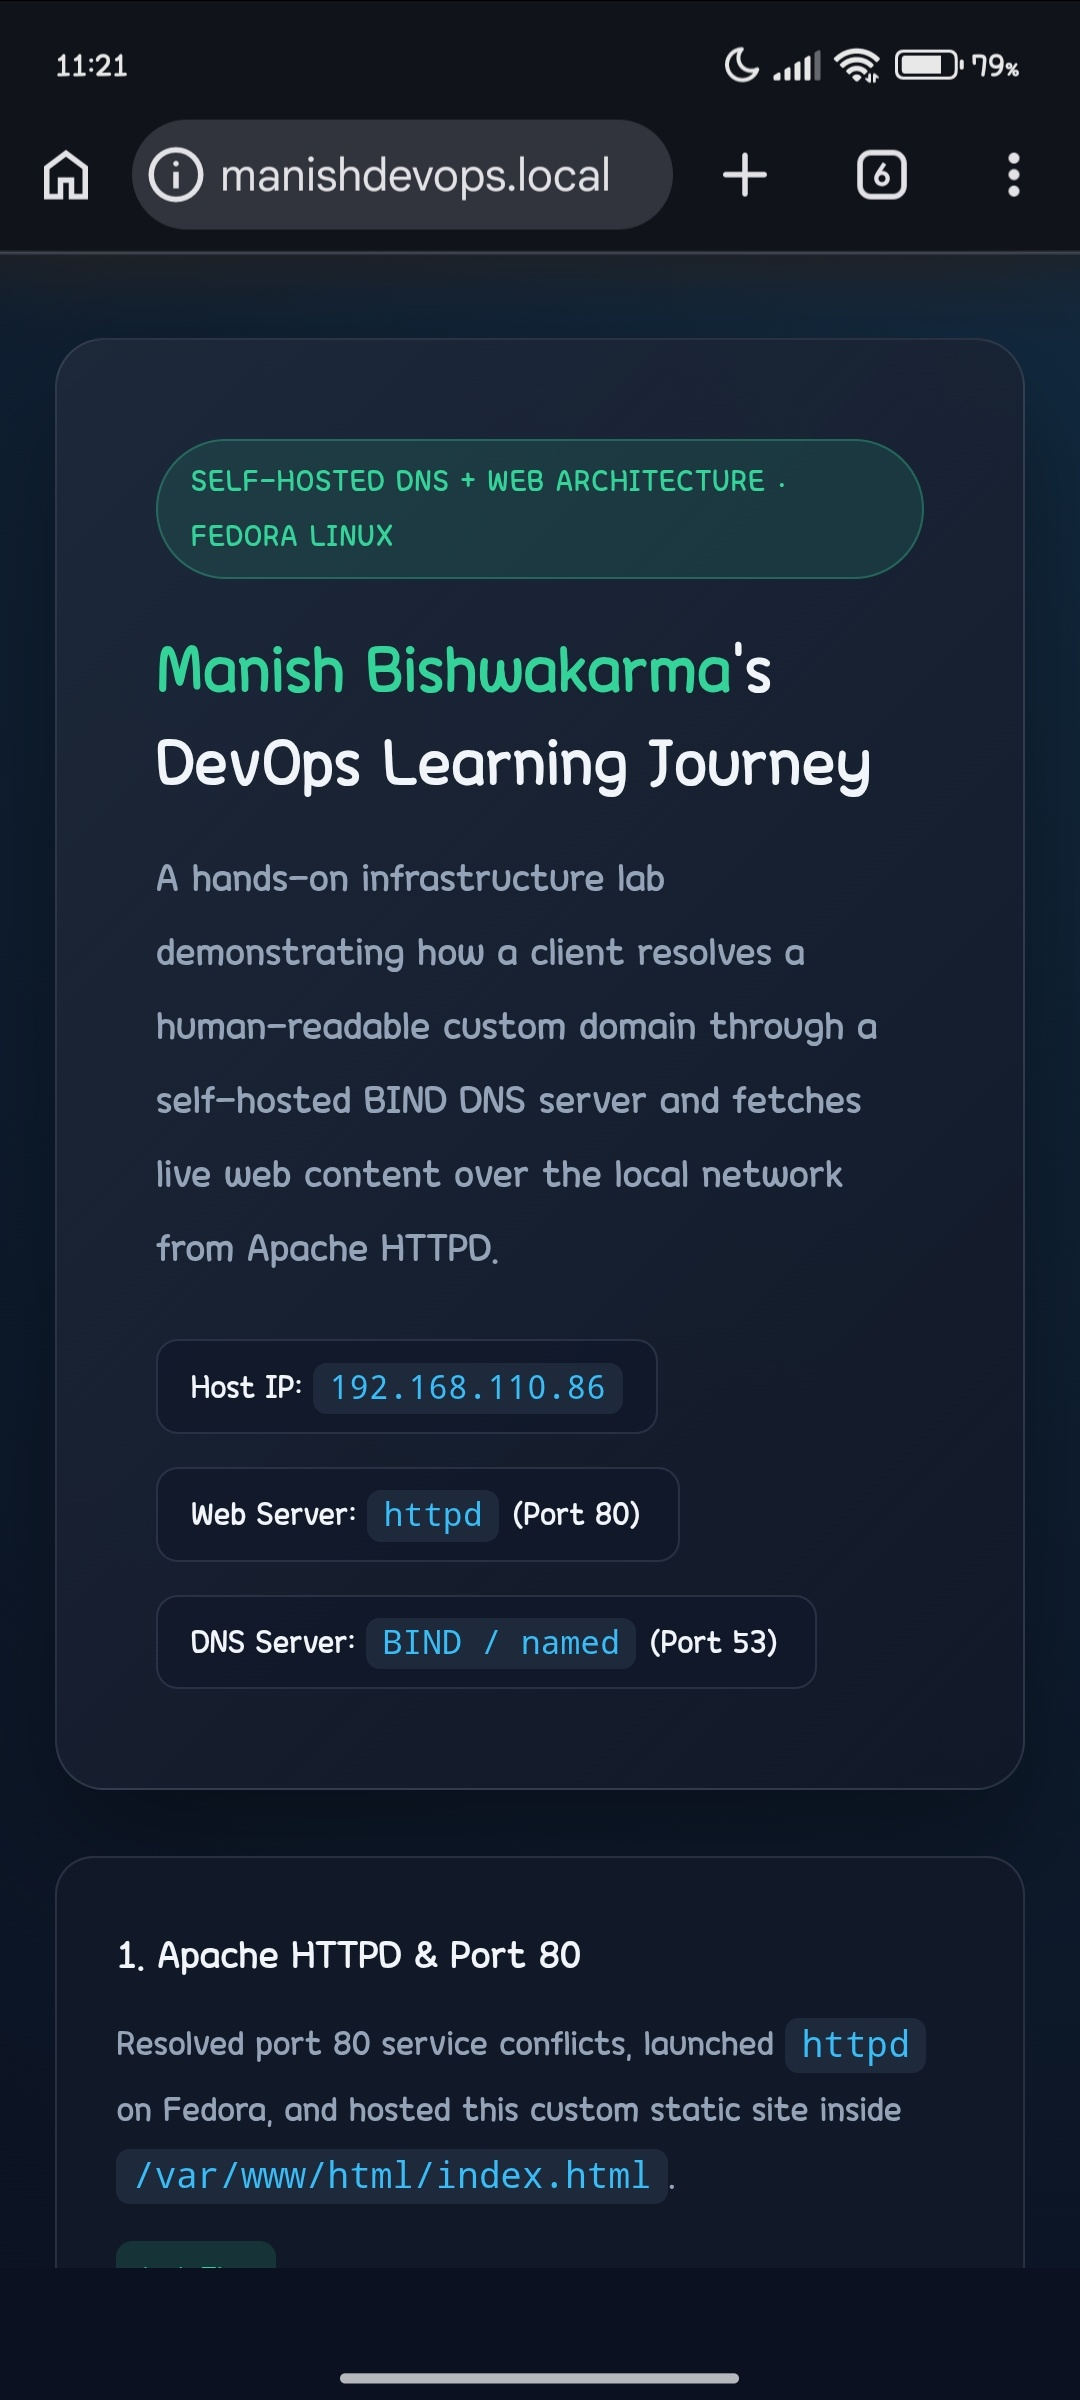 11:21
79%
manishdevops.local
6
SELF-HOSTED DNS + WEB ARCHITECTURE ·
FEDORA LINUX
Manish Bishwakarma's
DevOps Learning Journey
A hands-on infrastructure lab
demonstrating how a client resolves a
human-readable custom domain through a
self-hosted BIND DNS server and fetches
live web content over the local network
from Apache HTTPD.
Host IP: 192.168.110.86
Web Server: httpd (Port 80)
DNS Server: BIND / named (Port 53)
1. Apache HTTPD & Port 80
Resolved port 80 service conflicts, launched httpd
on Fedora, and hosted this custom static site inside
/var/www/html/index.html.